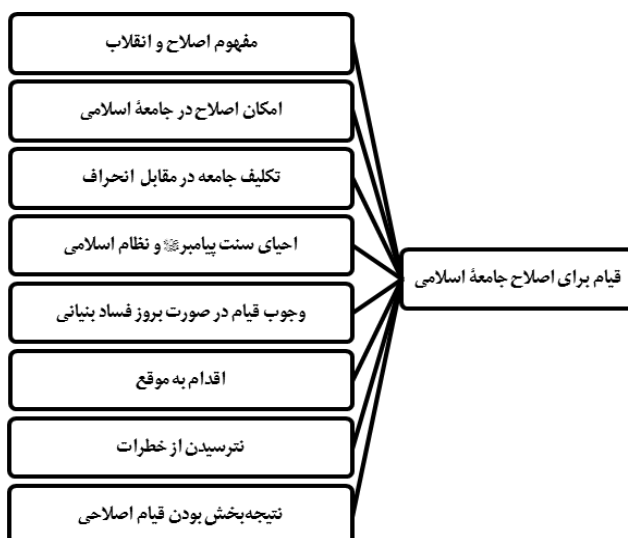 قیام برای اصلاح جامعهٔ اسلامی
مفهوم اصلاح و انقلاب
امکان اصلاح در جامعهٔ اسلامی
تکلیف جامعه در مقابل انحراف
احیای سنت پیامبرﷺ و نظام اسلامی
وجوب قیام در صورت بروز فساد بنیانی
اقدام به موقع
نترسیدن از خطرات
نتیجه‌بخش بودن قیام اصلاحی